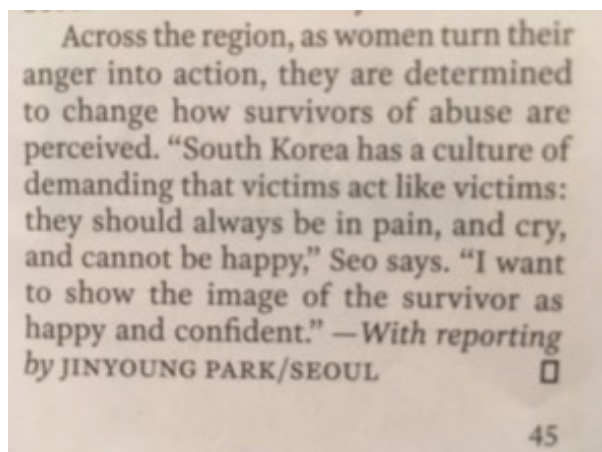 Across the region, as women turn their
anger into action, they are determined
to change how survivors of abuse are
perceived. “South Korea has a culture of
demanding that victims act like victims:
they should always be in pain, and cry,
and cannot be happy,” Seo says. “I want
to show the image of the survivor as
happy and confident.” —With reporting
by JINYOUNG PARK/SEOUL
45